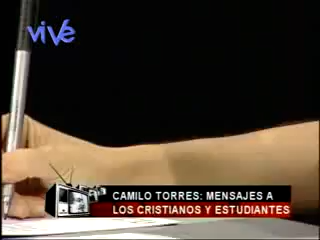 vive
CAMILO TORRES: MENSAJES A
LOS CRISTIANOS Y ESTUDIANTES